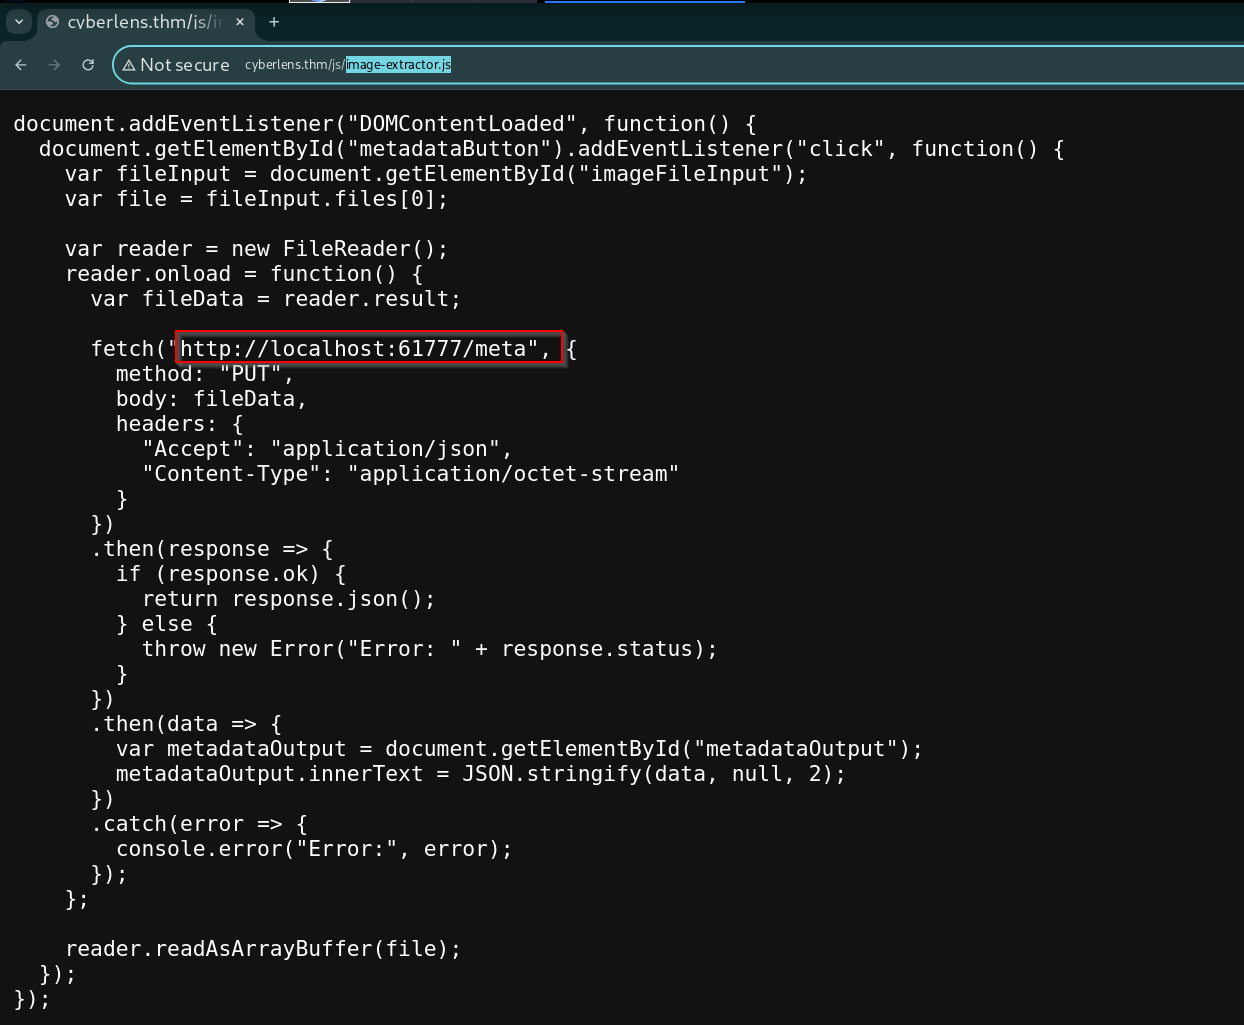 cyberlens.thm/js/i
Not secure cyberlens.thm/js/image-extractor.js
document.addEventListener("DOMContentLoaded", function() {
  document.getElementById("metadataButton").addEventListener("click", function() {
    var fileInput = document.getElementById("imageFileInput");
    var file = fileInput.files[0];

    var reader = new FileReader();
    reader.onload = function() {
      var fileData = reader.result;

      fetch("http://localhost:61777/meta", {
        method: "PUT",
        body: fileData,
        headers: {
          "Accept": "application/json",
          "Content-Type": "application/octet-stream"
        }
      })
      .then(response => {
        if (response.ok) {
          return response.json();
        } else {
          throw new Error("Error: " + response.status);
        }
      })
      .then(data => {
        var metadataOutput = document.getElementById("metadataOutput");
        metadataOutput.innerText = JSON.stringify(data, null, 2);
      })
      .catch(error => {
        console.error("Error:", error);
      });
    };

    reader.readAsArrayBuffer(file);
  });
});